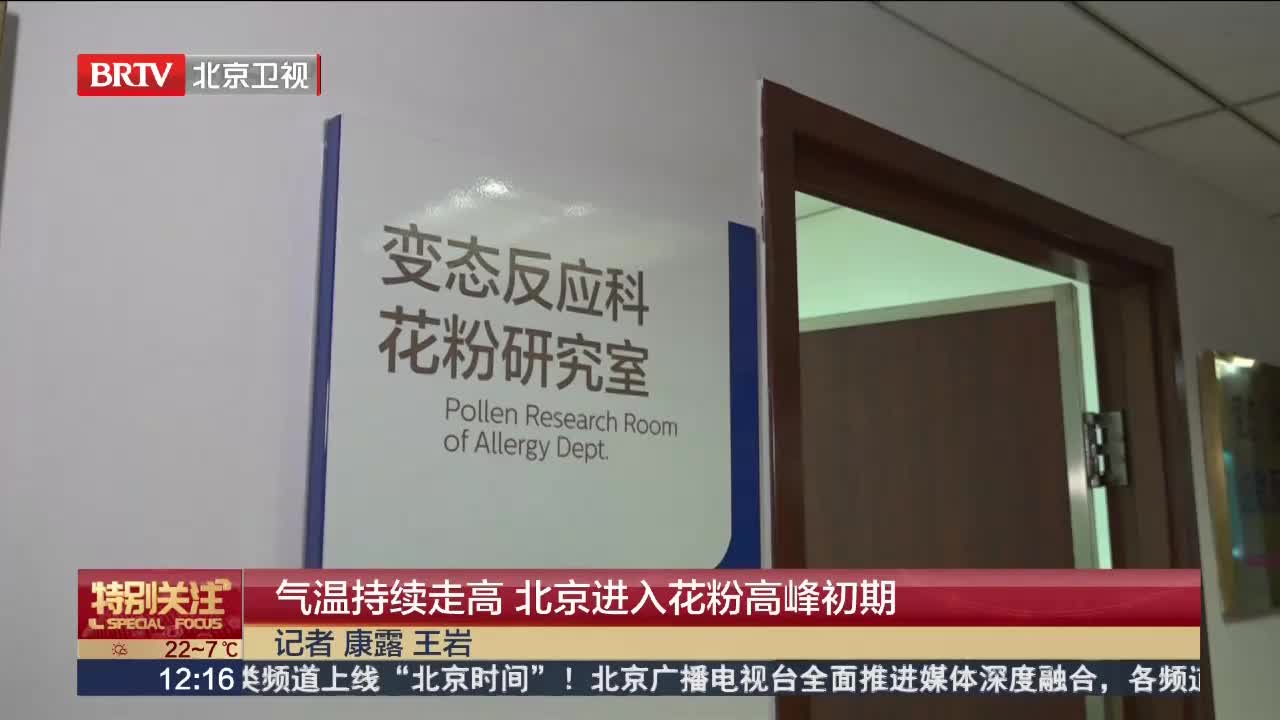 BRTV 北京卫视
变态反应科
花粉研究室
Pollen Research Room
of Allergy Dept.
特别关注
SPECIAL FOCUS
气温持续走高 北京进入花粉高峰初期
22~7℃
记者 康露 王岩
12:16
频道上线“北京时间”！北京广播电视台全面推进媒体深度融合，各频道